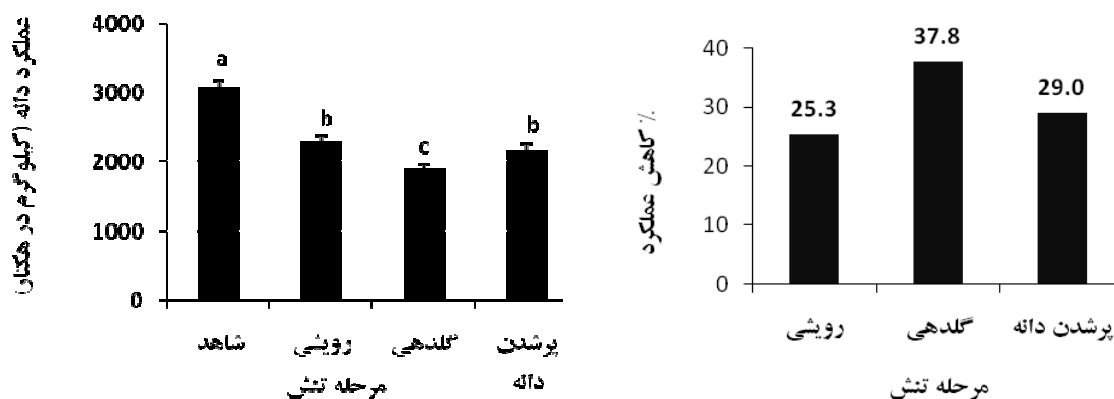 عملکرد دانه (کیلوگرم در هکتار)
4000
3000
2000
1000
0
a
b
c
b
شاهد
رویشی
گلدهی
پرشدن
دانه
مرحله تنش
% کاهش عملکرد
40
30
20
10
0
25.3
37.8
29.0
رویشی
گلدهی
پرشدن دانه
مرحله تنش